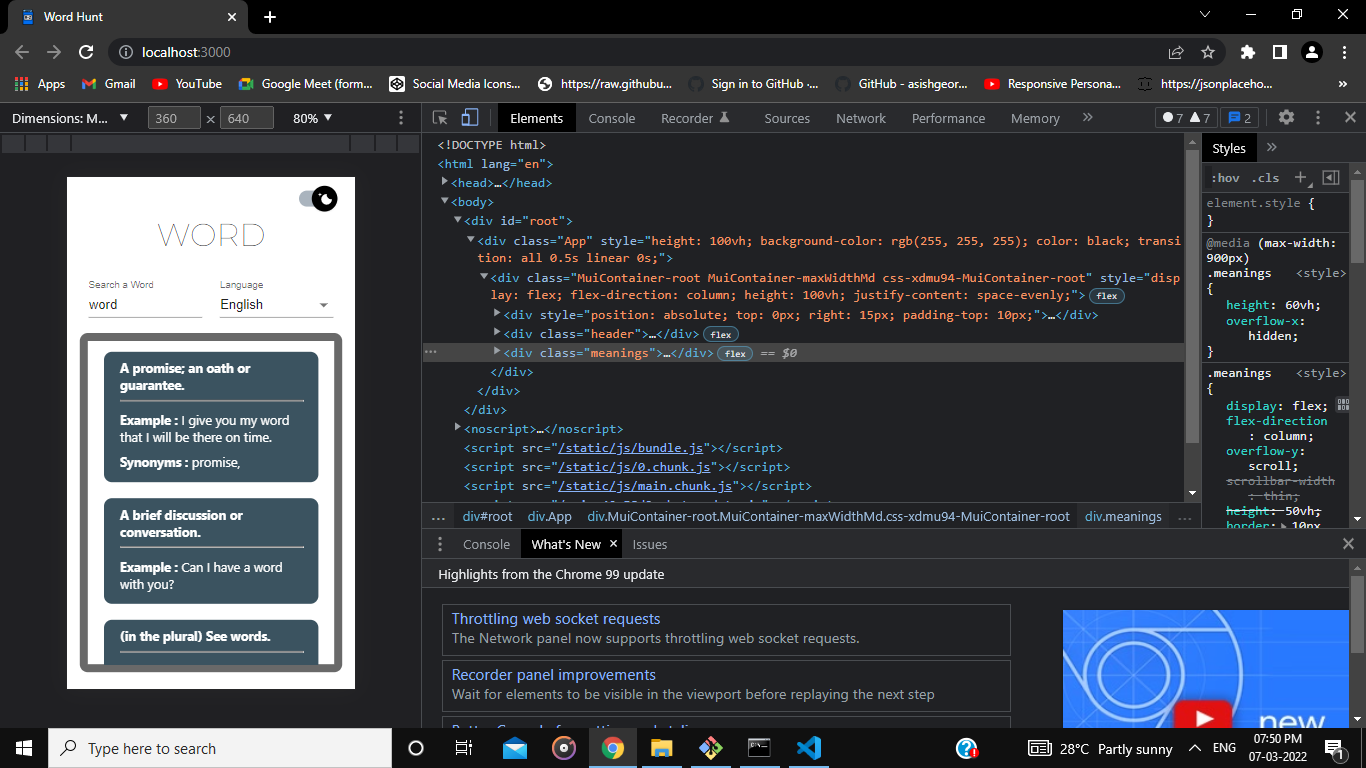 Word Hunt
localhost:3000
Apps
Gmail
YouTube
Google Meet (form...
Social Media Icons...
https://raw.githubu...
Sign in to GitHub ·...
GitHub - asishgeor...
Responsive Persona...
https://jsonplaceho...
»
Dimensions: M... ▼
360 × 640
80% ▼
WORD
Search a Word
word
Language
English
A promise; an oath or
guarantee.
Example : I give you my word
that I will be there on time.
Synonyms : promise,
A brief discussion or
conversation.
Example : Can I have a word
with you?
(in the plural) See words.
Elements
Console
Recorder
Sources
Network
Performance
Memory
»
7 7
2
<!DOCTYPE html>
<html lang="en">
<head>…</head>
<body>
<div id="root">
<div class="App" style="height: 100vh; background-color: rgb(255, 255, 255); color: black; transi
tion: all 0.5s linear 0s;">
<div class="MuiContainer-root MuiContainer-maxWidthMd css-xdmu94-MuiContainer-root" style="disp
lay: flex; flex-direction: column; height: 100vh; justify-content: space-evenly;"> flex
<div style="position: absolute; top: 0px; right: 15px; padding-top: 10px;">…</div>
<div class="header">…</div> flex
<div class="meanings">…</div> flex == $0
</div>
</div>
</div>
<noscript>…</noscript>
<script src="/static/js/bundle.js"></script>
<script src="/static/js/0.chunk.js"></script>
<script src="/static/js/main.chunk.js"></script>
... div#root div.App div.MuiContainer-root.MuiContainer-maxWidthMd.css-xdmu94-MuiContainer-root div.meanings ...
Styles
»
:hov .cls +
element.style {
}
@media (max-width:
900px)
.meanings <style>
{
height: 60vh;
overflow-x:
hidden;
}
.meanings <style>
{
display: flex;
flex-direction
: column;
overflow-y:
scroll;
scrollbar-width
: thin;
height: 50vh;
border: 10px
Console
What's New ×
Issues
Highlights from the Chrome 99 update
Throttling web socket requests
The Network panel now supports throttling web socket requests.
Recorder panel improvements
Wait for elements to be visible in the viewport before replaying the next step
new
Type here to search
28°C Partly sunny
ENG
07:50 PM
07-03-2022
1